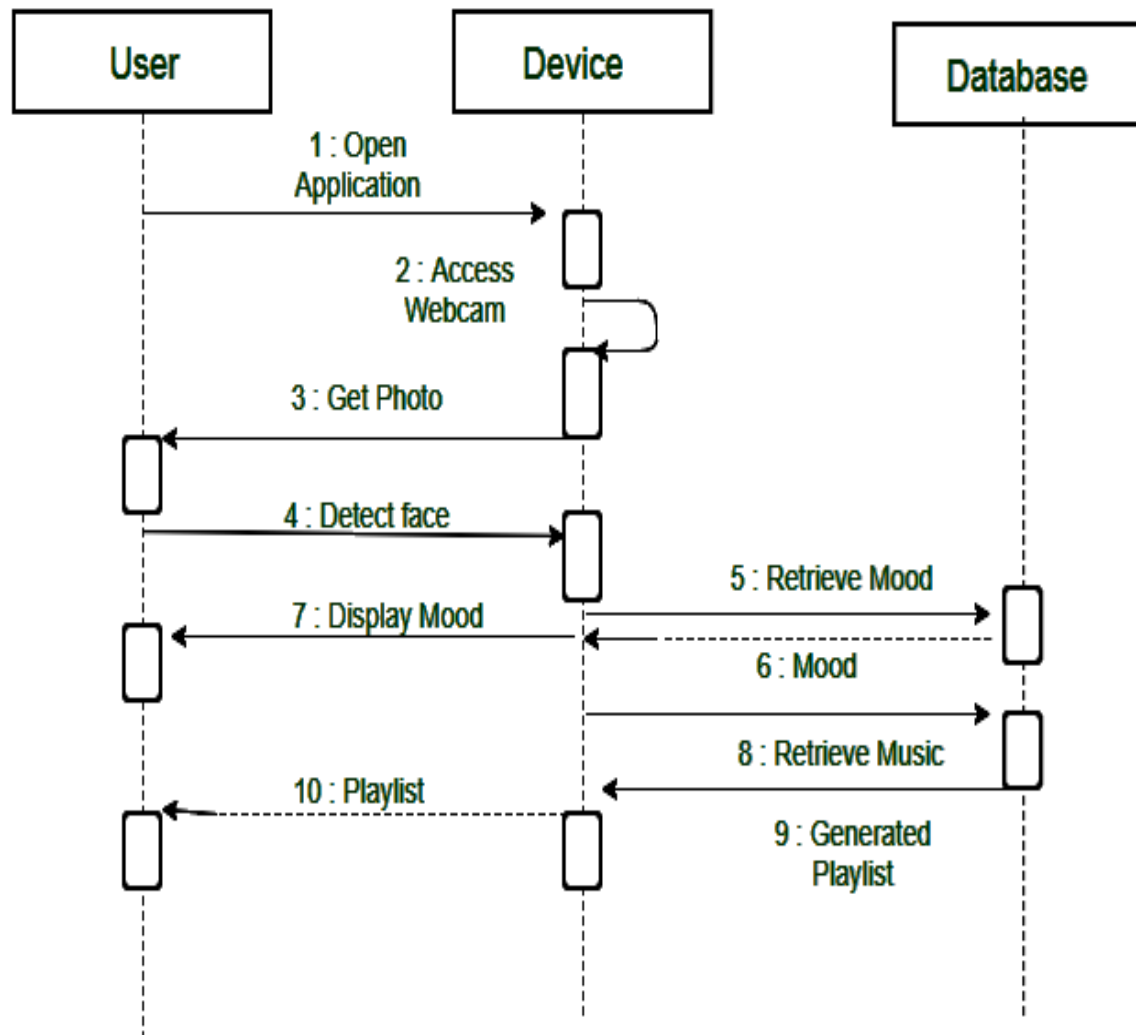 User
Device
Database
1 : Open
Application
2 : Access
Webcam
3 : Get Photo
4 : Detect face
5 : Retrieve Mood
7 : Display Mood
6 : Mood
8 : Retrieve Music
10 : Playlist
9 : Generated
Playlist